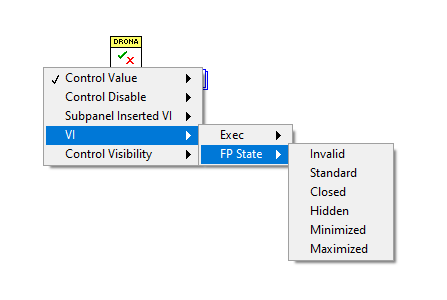 DRONA
Control Value
Control Disable
Subpanel Inserted VI
VI
Control Visibility
Exec
FP State
Invalid
Standard
Closed
Hidden
Minimized
Maximized